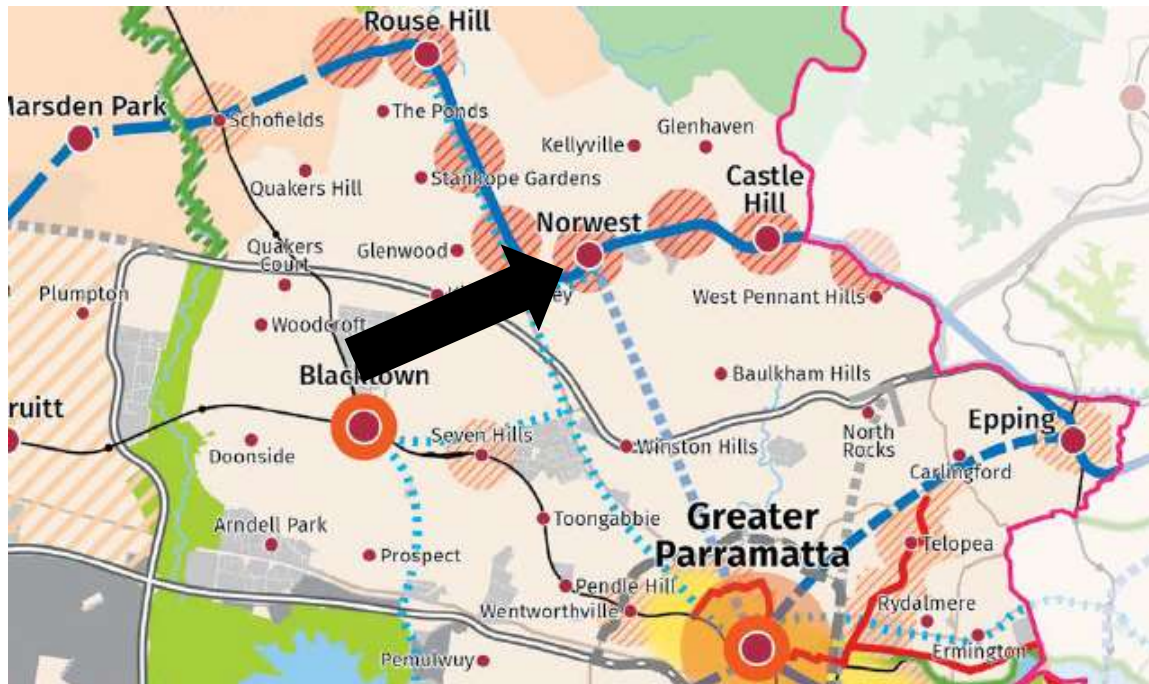 Rouse Hill
Marsden Park
Schofields
The Ponds
Kellyville
Glenhaven
Quakers Hill
Stanhope Gardens
Castle
Hill
Norwest
Quakers
Court
Glenwood
Plumpton
West Pennant Hills
Woodcroft
Blacktown
Baulkham Hills
ruitt
Epping
Seven Hills
Doonside
Winston Hills
North
Rocks
Carlingford
Arndell Park
Toongabbie
Greater
Parramatta
Telopea
Prospect
Pendle Hill
Wentworthville
Rydalmere
Ermington
Pemulwuy